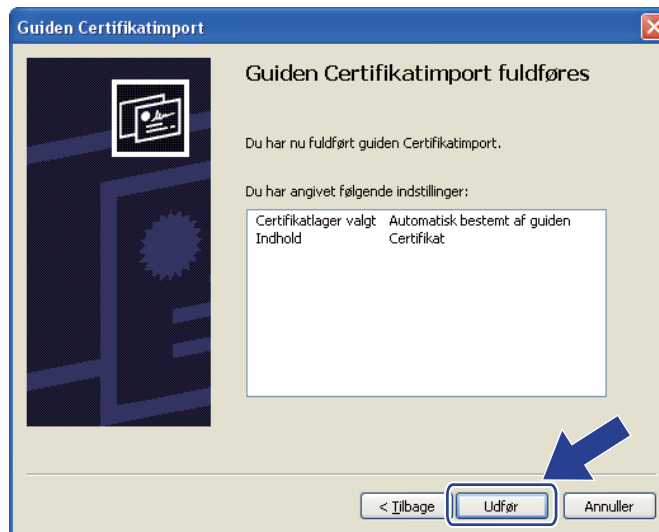 Guiden Certifikatimport
Guiden Certifikatimport fuldføres
Du har nu fuldført guiden Certifikatimport.
Du har angivet følgende indstillinger:
Certifikatlager valgt Automatisk bestemt af guiden
Indhold Certifikat
< Tilbage Udfør Annuller